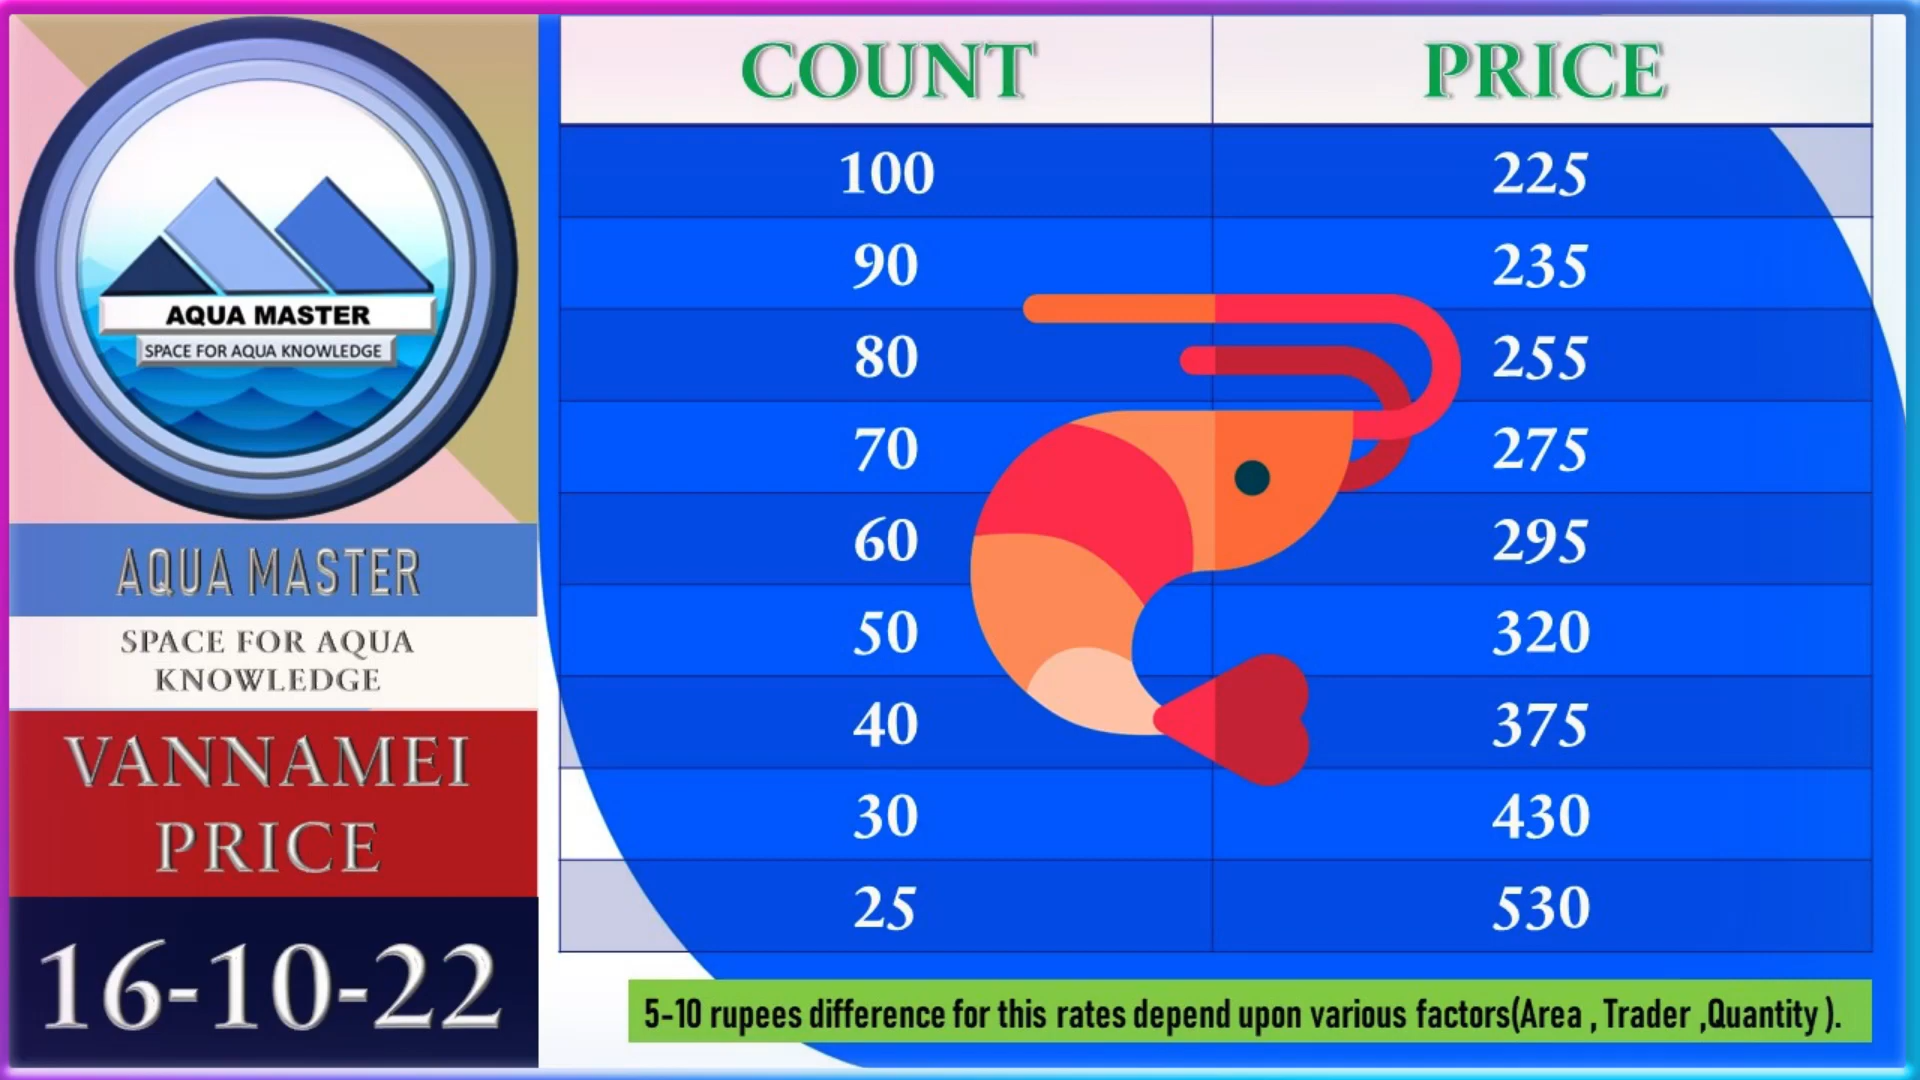 AQUA MASTER
SPACE FOR AQUA KNOWLEDGE
AQUA MASTER
SPACE FOR AQUA
KNOWLEDGE
VANNAMEI
PRICE
16-10-22
COUNT PRICE
100 225
90 235
80 255
70 275
60 295
50 320
40 375
30 430
25 530
5-10 rupees difference for this rates depend upon various factors(Area , Trader ,Quantity ).